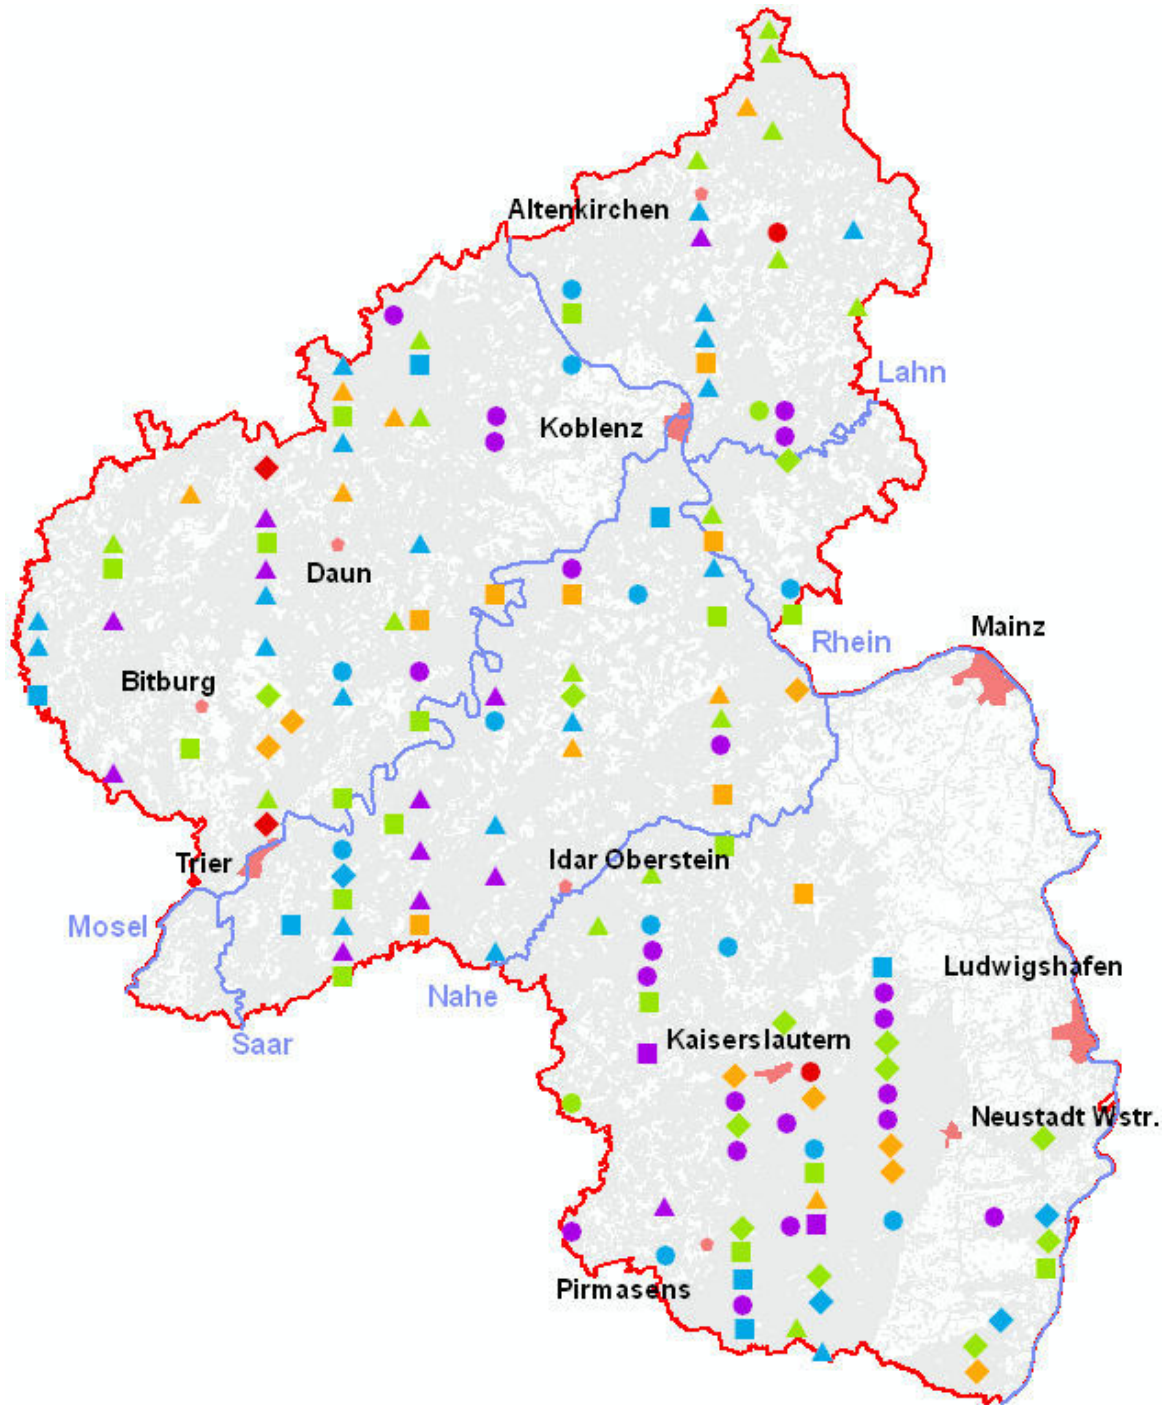 Altenkirchen
Lahn
Koblenz
Daun
Mainz
Rhein
Bitburg
Trier
Idar Oberstein
Mosel
Ludwigshafen
Nahe
Saar
Kaiserslautern
Neustadt Wstr.
Pirmasens